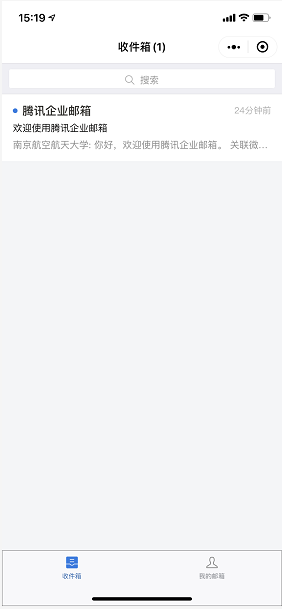 15:19
收件箱(1)
搜索
腾讯企业邮箱 24分钟前
欢迎使用腾讯企业邮箱
南京航空航天大学: 你好，欢迎使用腾讯企业邮箱。 关联微...
收件箱 我的邮箱